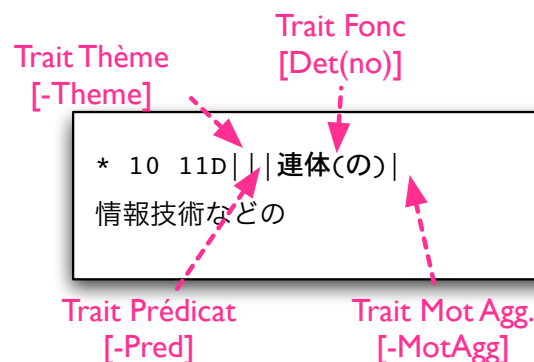 Trait Fonc
[Det(no)]
Trait Thème
[-Theme]
* 10 11D|||連体(の)|
情報技術などの
Trait Prédicat
[-Pred]
Trait Mot Agg.
[-MotAgg]